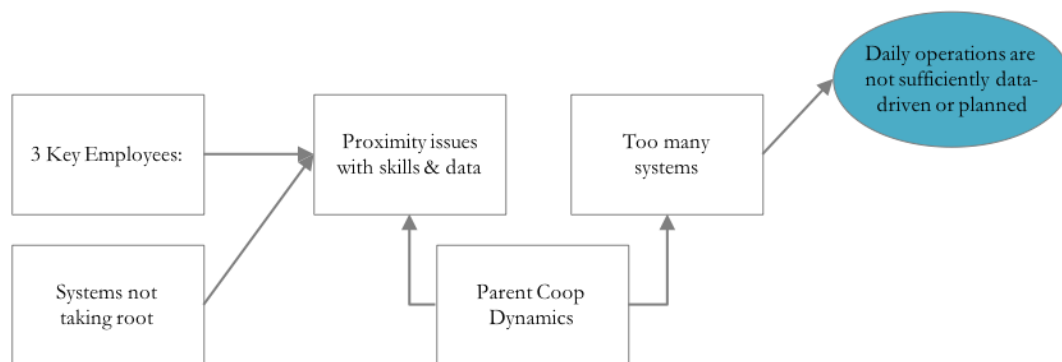 Daily operations are
not sufficiently data-
driven or planned
3 Key Employees:
Proximity issues
with skills & data
Too many
systems
Systems not
taking root
Parent Coop
Dynamics